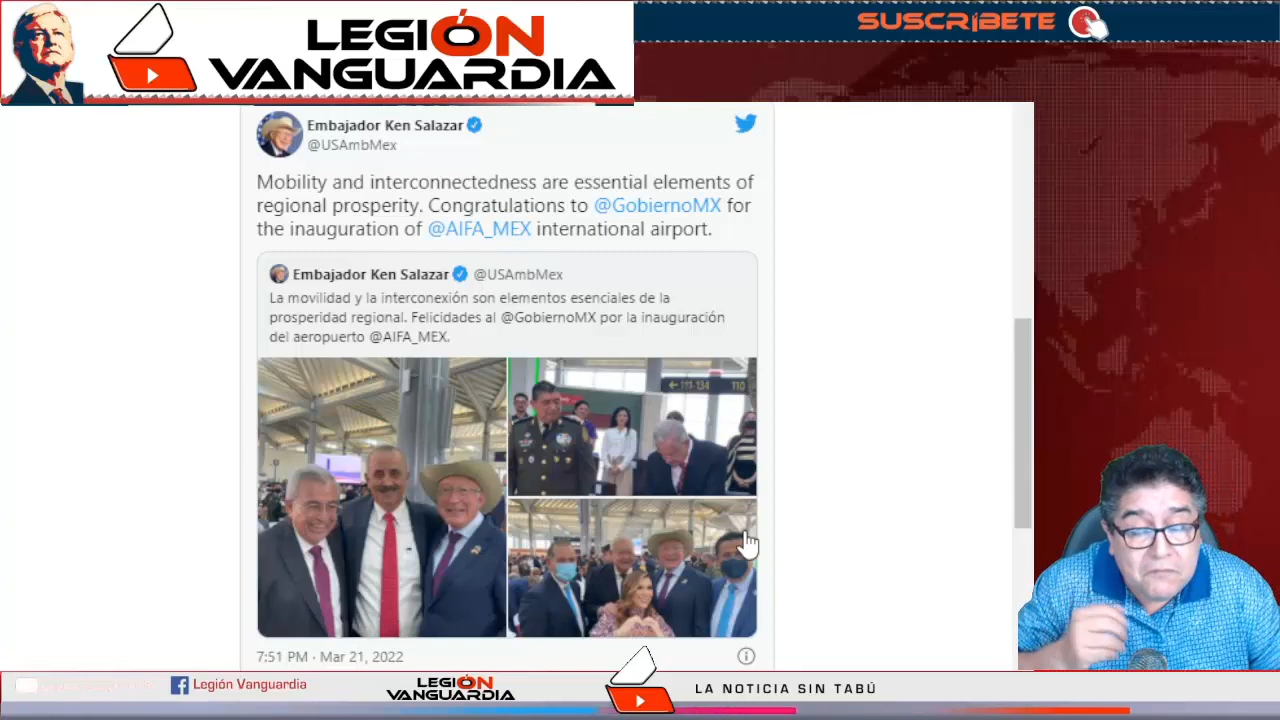 LEGIÓN
VANGUARDIA
SUSCRíBETE
Embajador Ken Salazar
@USAmbMex
Mobility and interconnectedness are essential elements of
regional prosperity. Congratulations to @GobiernoMX for
the inauguration of @AIFA_MEX international airport.
Embajador Ken Salazar @USAmbMex
La movilidad y la interconexión son elementos esenciales de la
prosperidad regional. Felicidades al @GobiernoMX por la inauguración
del aeropuerto @AIFA_MEX.
110
7:51 PM · Mar 21, 2022
Legión Vanguardia
LEGIÓN
VANGUARDIA
LA NOTICIA SIN TABÚ